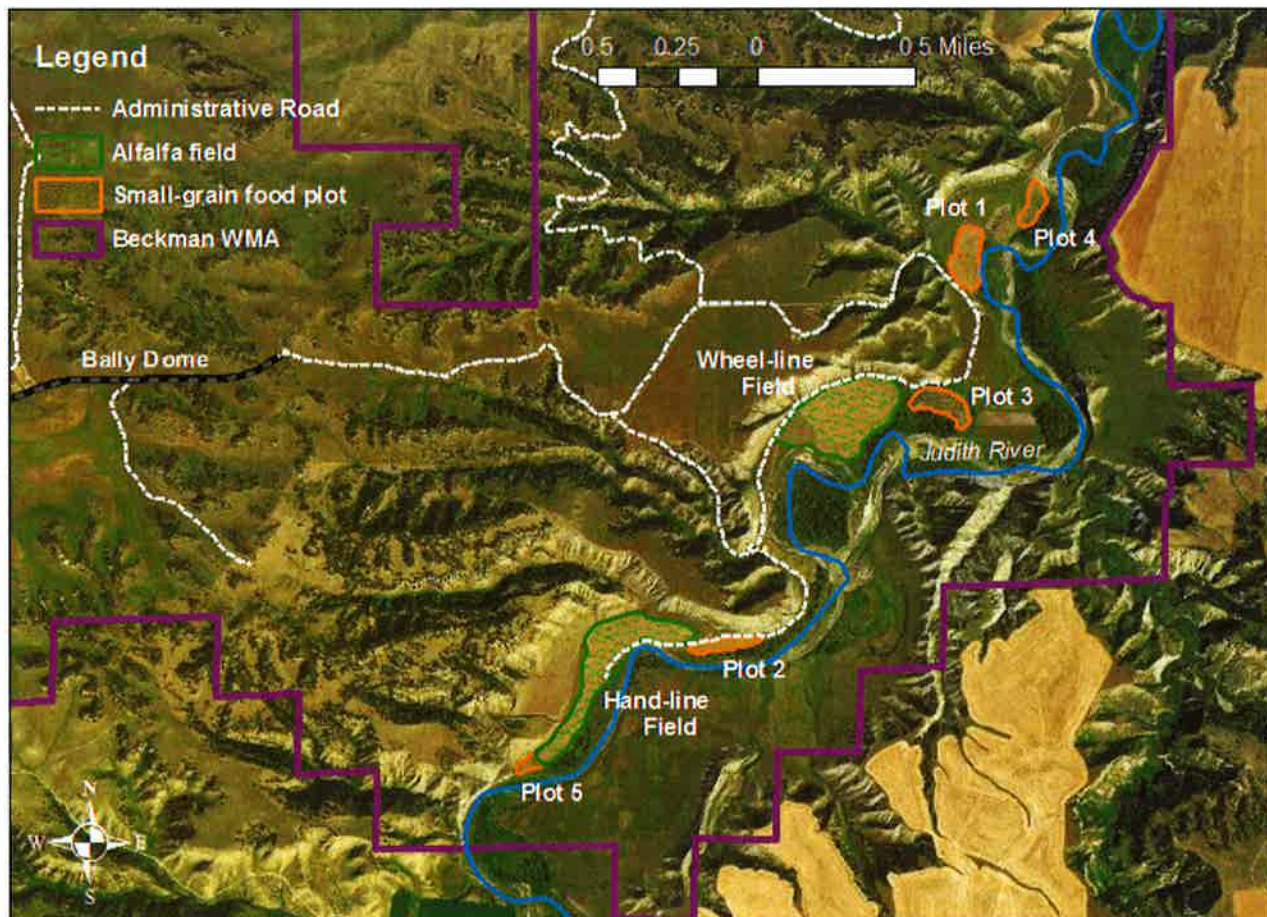 Legend
Administrative Road
Alfalfa field
Small-grain food plot
Beckman WMA
0.5 0.25 0 0.5 Miles
Plot 1
Plot 4
Bally Dome
Wheel-line
Field
Plot 3
Judith River
Plot 2
Hand-line
Field
Plot 5
N
W E
S